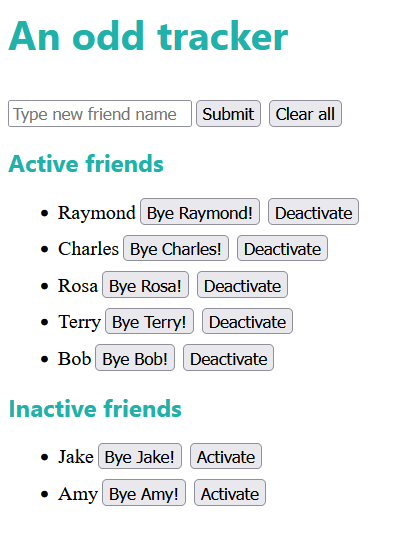 An odd tracker
Type new friend name Submit Clear all
Active friends
Raymond Bye Raymond! Deactivate
Charles Bye Charles! Deactivate
Rosa Bye Rosa! Deactivate
Terry Bye Terry! Deactivate
Bob Bye Bob! Deactivate
Inactive friends
Jake Bye Jake! Activate
Amy Bye Amy! Activate